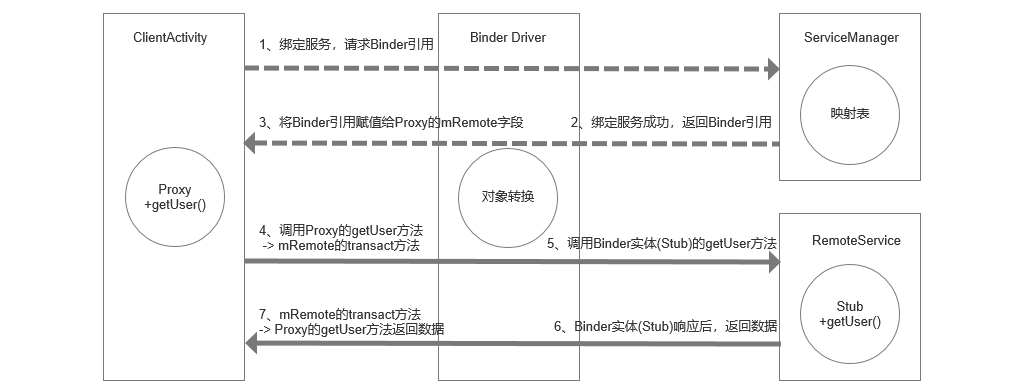 ClientActivity
Binder Driver
ServiceManager
1、绑定服务，请求Binder引用
映射表
3、将Binder引用赋值给Proxy的mRemote字段
2、绑定服务成功，返回Binder引用
Proxy
+getUser()
对象转换
4、调用Proxy的getUser方法
-> mRemote的transact方法
5、调用Binder实体(Stub)的getUser方法
RemoteService
Stub
+getUser()
7、mRemote的transact方法
-> Proxy的getUser方法返回数据
6、Binder实体(Stub)响应后，返回数据